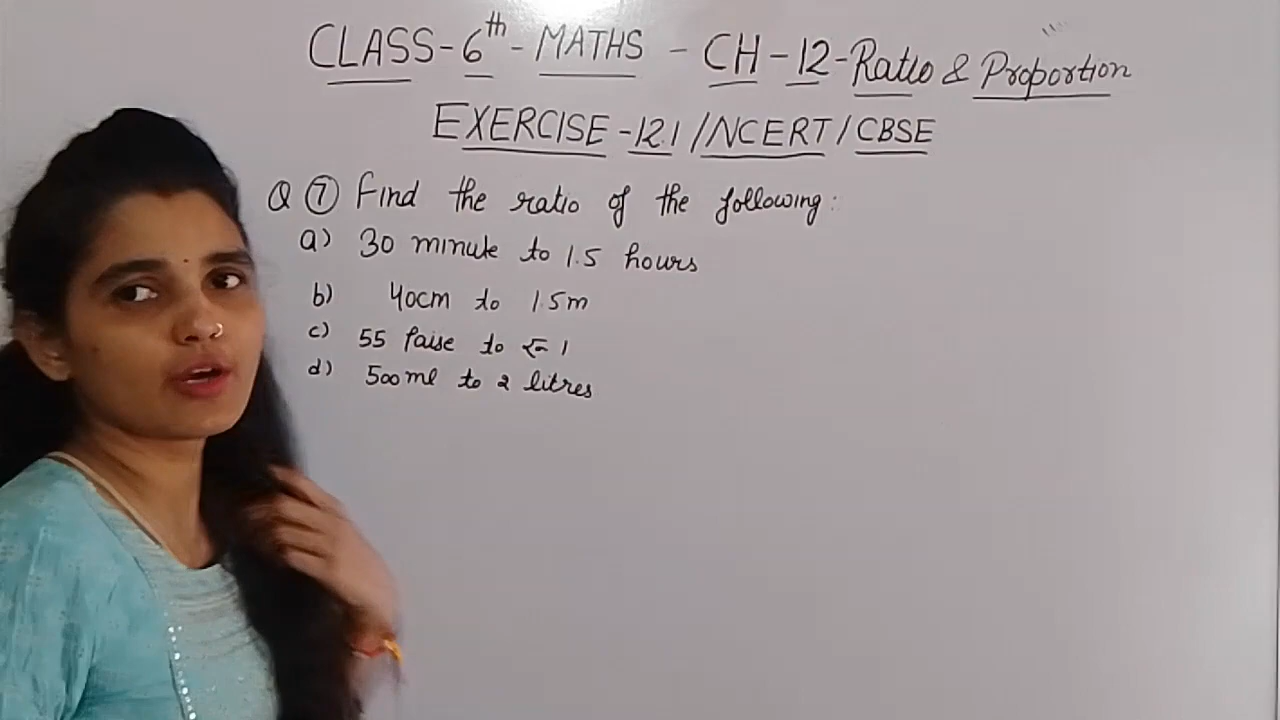 CLASS-6th-MATHS - CH-12-Ratio & Proportion
EXERCISE-12.1/NCERT/CBSE
Q (7) Find the ratio of the following:
a) 30 minute to 1.5 hours
b) 40cm to 1.5m
c) 55 Paise to ₹ 1
d) 500ml to 2 litres